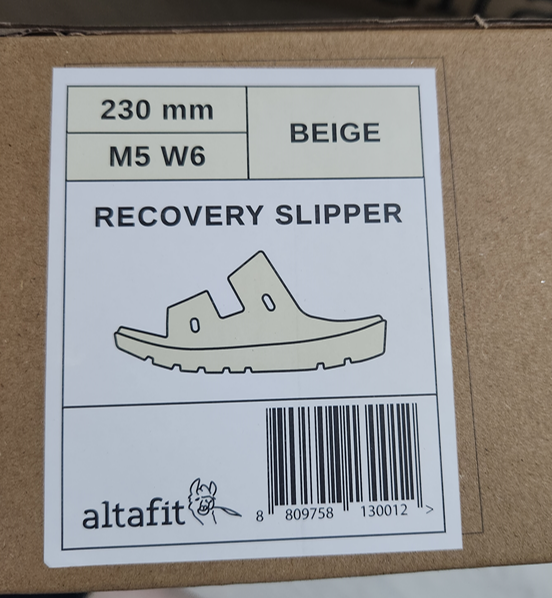 230 mm
BEIGE
M5 W6
RECOVERY SLIPPER
altafit
8 809758 130012 >